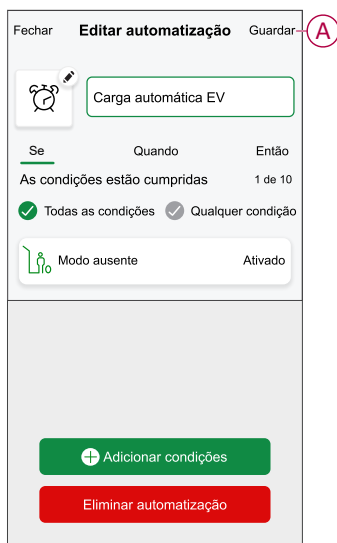 Fechar Editar automatização Guardar A
Carga automática EV
Se Quando Então
As condições estão cumpridas 1 de 10
Todas as condições Qualquer condição
Modo ausente Ativado
Adicionar condições
Eliminar automatização